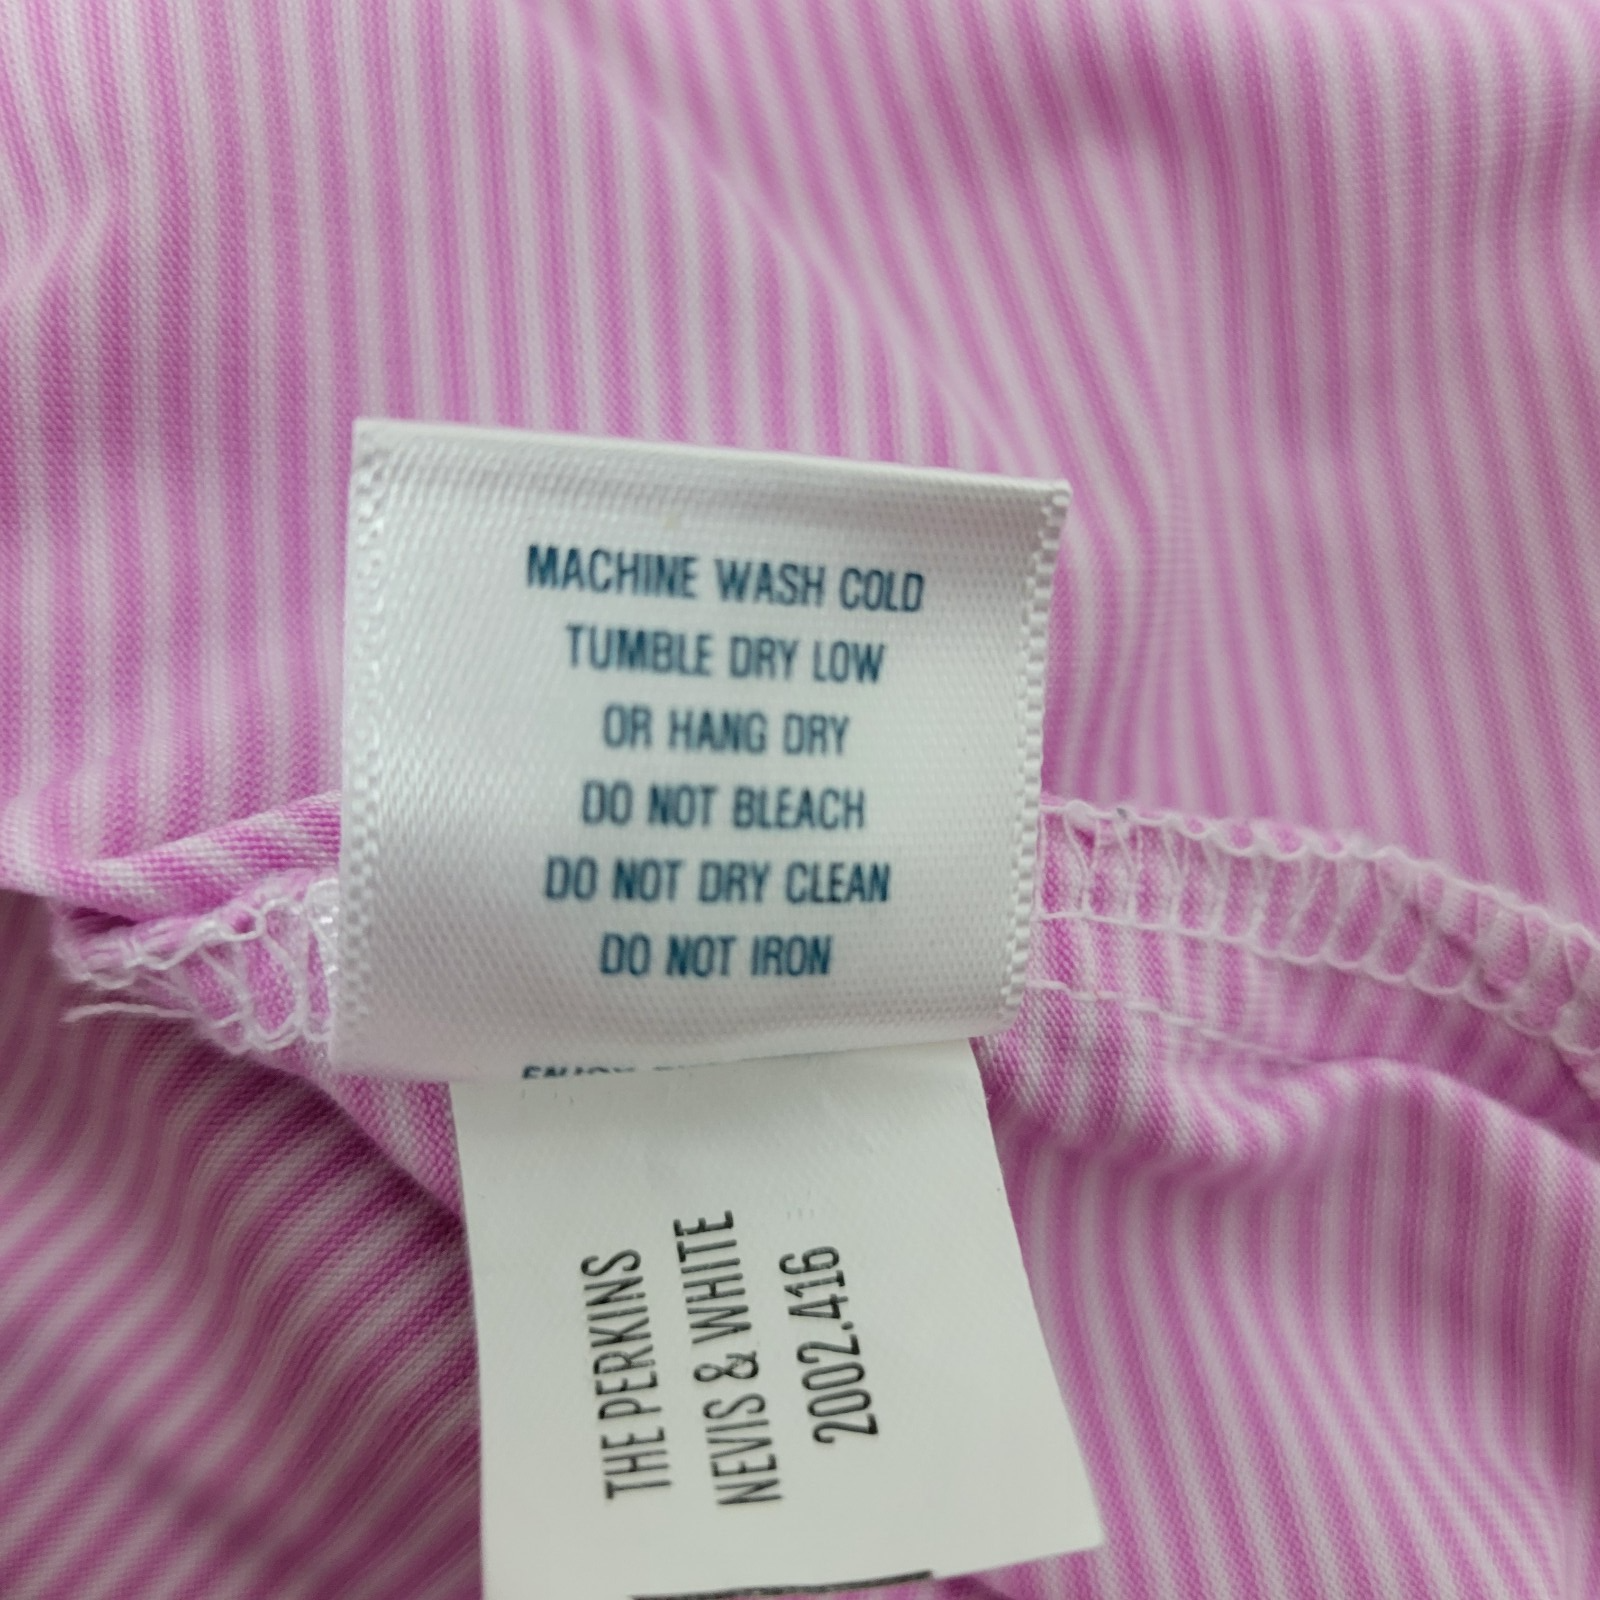 MACHINE WASH COLD
TUMBLE DRY LOW
OR HANG DRY
DO NOT BLEACH
DO NOT DRY CLEAN
DO NOT IRON
THE PERKINS
NEVIS & WHITE
2002.416